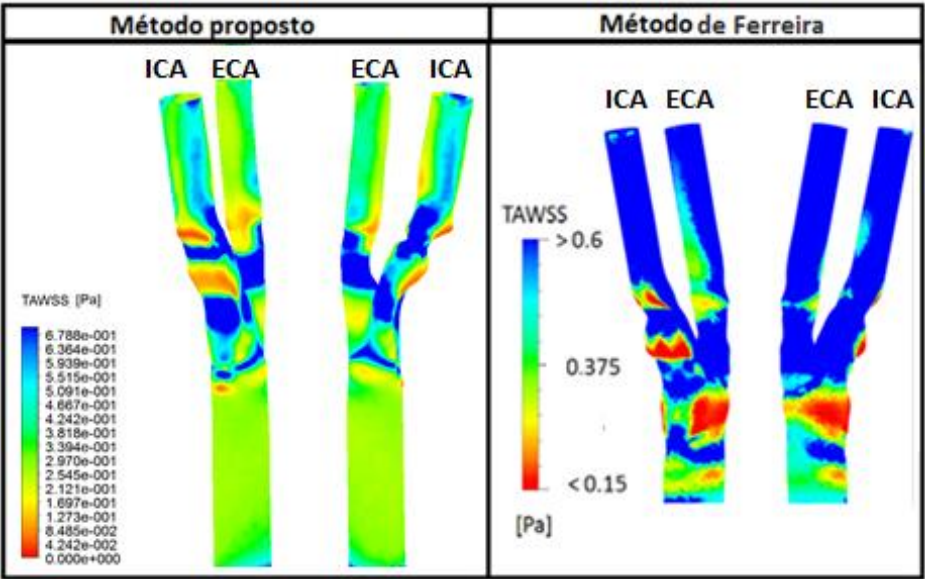 Método proposto
ICA ECA ECA ICA
TAWSS [Pa]
6.788e-001
6.364e-001
5.939e-001
5.515e-001
5.091e-001
4.667e-001
4.242e-001
3.818e-001
3.394e-001
2.970e-001
2.545e-001
2.121e-001
1.697e-001
1.273e-001
8.485e-002
4.242e-002
0.000e+000
Método de Ferreira
ICA ECA ECA ICA
TAWSS
>0.6
0.375
<0.15
[Pa]